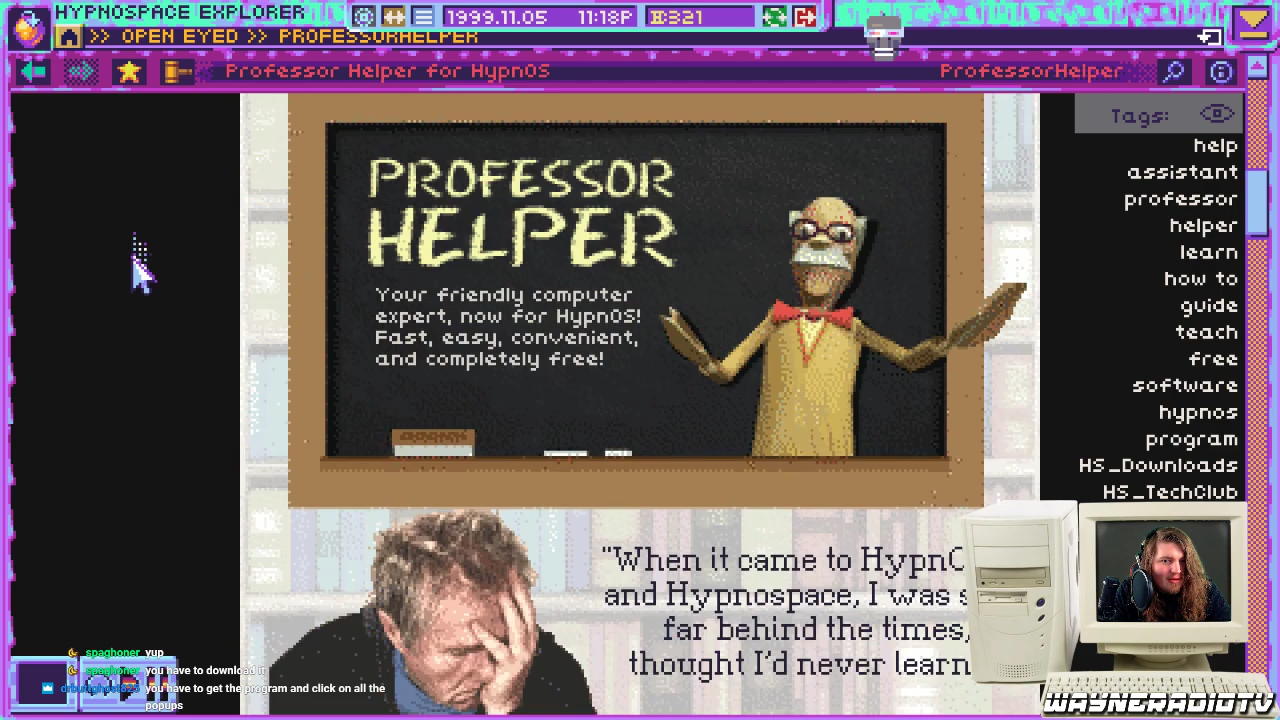 HYPNOSPACE EXPLORER
1999.11.05 11:18P
321
>> OPEN EYED >> PROFESSORHELPER
Professor Helper for HypnOS
ProfessorHelper
Tags:
help
assistant
professor
helper
learn
how to
guide
teach
free
software
hypnos
program
HS_Downloads
HS_TechClub
PROFESSOR
HELPER
Your friendly computer
expert, now for HypnOS!
Fast, easy, convenient,
and completely free!
"When it came to Hypn
and Hypnospace, I was
far behind the times,
thought I'd never learn
spaghoner yup
spaghoner you have to download it
you have to get the program and click on all the
popups
WAYNERADIOTV